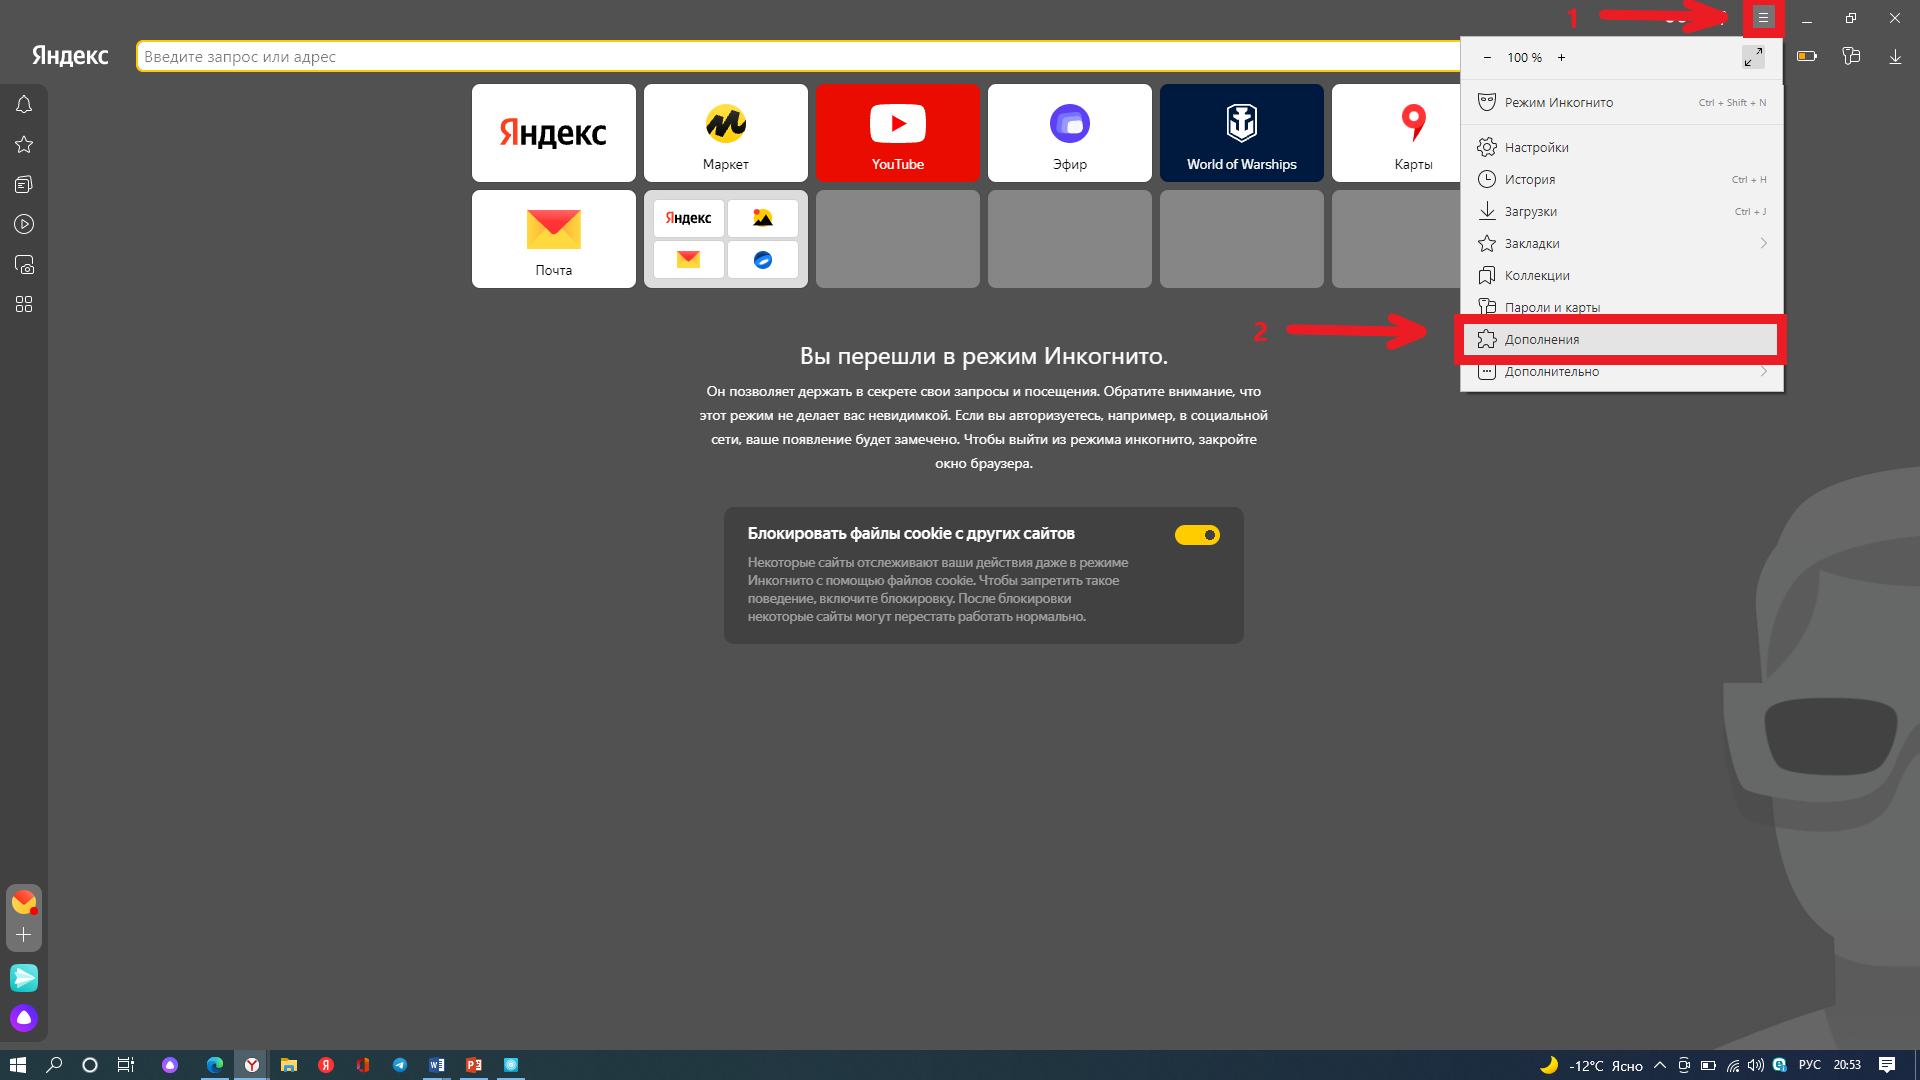 1
Яндекс
Введите запрос или адрес
− 100 % +
Режим Инкогнито Ctrl + Shift + N
Настройки
История Ctrl + H
Загрузки Ctrl + J
Закладки
Коллекции
Пароли и карты
Дополнения
Дополнительно
2
Яндекс
Маркет
YouTube
Эфир
World of Warships
Карты
Почта
Яндекс
Вы перешли в режим Инкогнито.
Он позволяет держать в секрете свои запросы и посещения. Обратите внимание, что
этот режим не делает вас невидимкой. Если вы авторизуетесь, например, в социальной
сети, ваше появление будет замечено. Чтобы выйти из режима инкогнито, закройте
окно браузера.
Блокировать файлы cookie с других сайтов
Некоторые сайты отслеживают ваши действия даже в режиме
Инкогнито с помощью файлов cookie. Чтобы запретить такое
поведение, включите блокировку. После блокировки
некоторые сайты могут перестать работать нормально.
-12°C Ясно РУС 20:53